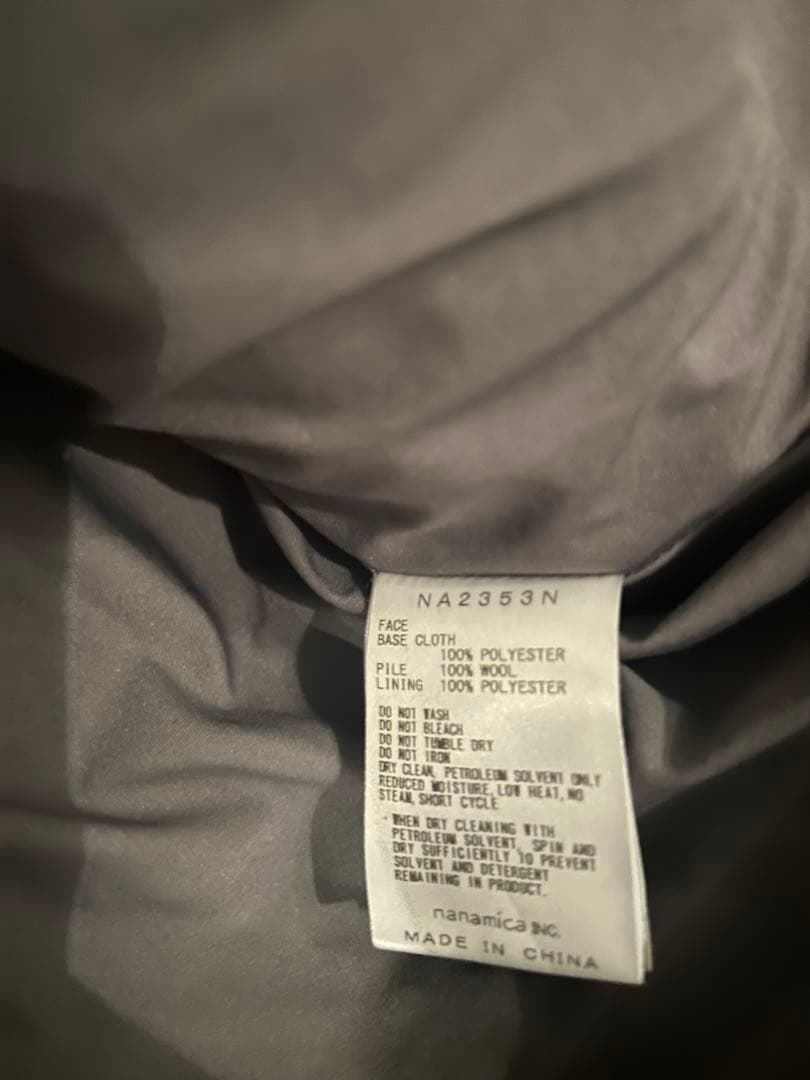 NA2353N
FACE
BASE CLOTH
100% POLYESTER
PILE 100% WOOL
LINING 100% POLYESTER
DO NOT WASH
DO NOT BLEACH
DO NOT TUMBLE DRY
DO NOT IRON
DRY CLEAN, PETROLEUM SOLVENT ONLY
REDUCED MOISTURE, LOW HEAT, NO
STEAM, SHORT CYCLE
・WHEN DRY CLEANING WITH
PETROLEUM SOLVENT, SPIN AND
DRY SUFFICIENTLY TO PREVENT
SOLVENT AND DETERGENT
REMAINING IN PRODUCT.
nanamica INC.
MADE IN CHINA